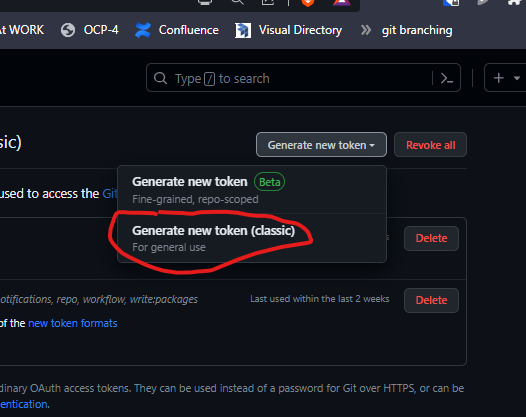 At WORK OCP-4 Confluence Visual Directory git branching
Type / to search
sic) Generate new token Revoke all
Generate new token Beta
Fine-grained, repo-scoped
used to access the Git
Generate new token (classic)
For general use
s Delete
notifications, repo, workflow, write:packages Last used within the last 2 weeks Delete
of the new token formats
dinary OAuth access tokens. They can be used instead of a password for Git over HTTPS, or can be
entication.